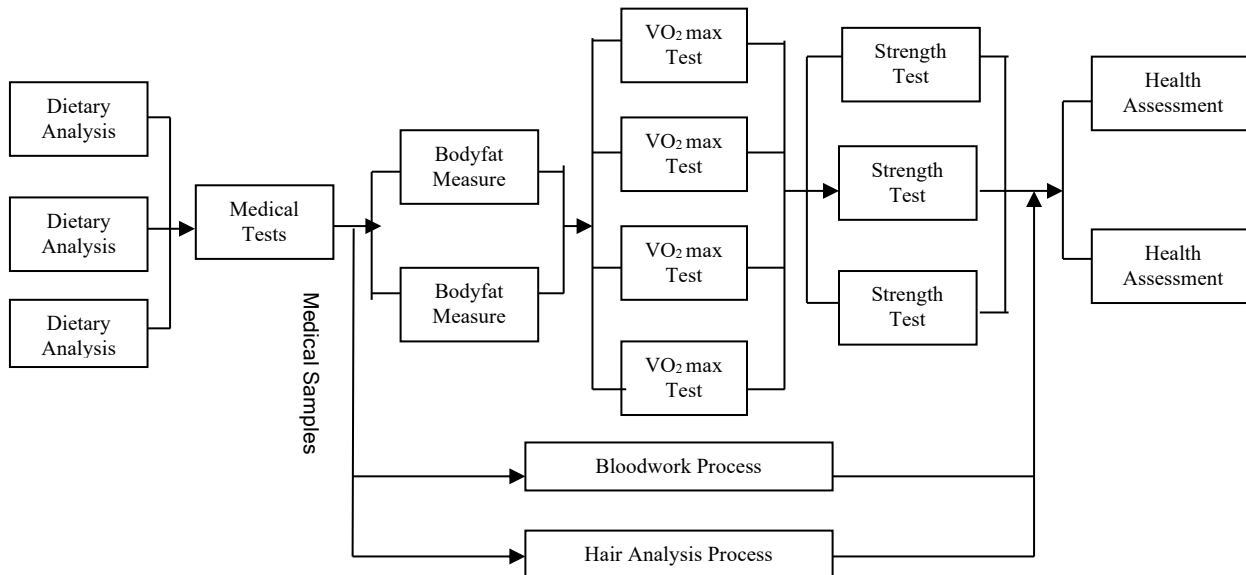 Dietary
Analysis
Dietary
Analysis
Dietary
Analysis
Medical
Tests
Medical Samples
Bodyfat
Measure
Bodyfat
Measure
VO₂ max
Test
VO₂ max
Test
VO₂ max
Test
VO₂ max
Test
Strength
Test
Strength
Test
Strength
Test
Health
Assessment
Health
Assessment
Bloodwork Process
Hair Analysis Process